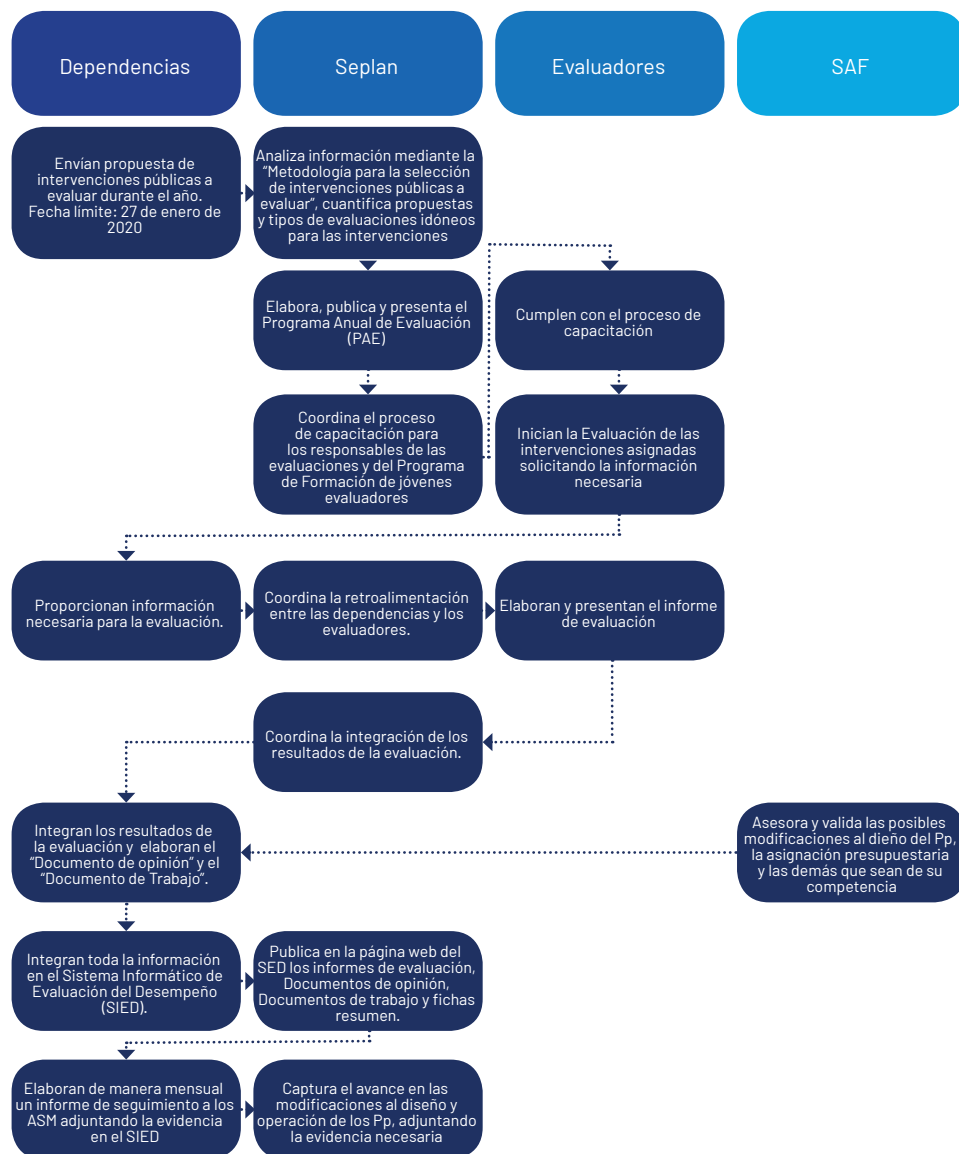 Dependencias
Seplan
Evaluadores
SAF
Envían propuesta de
intervenciones públicas a
evaluar durante el año.
Fecha límite: 27 de enero de
2020
Analiza información mediante la
"Metodología para la selección
de intervenciones públicas a
evaluar", cuantifica propuestas
y tipos de evaluaciones idóneos
para las intervenciones
Elabora, publica y presenta el
Programa Anual de Evaluación
(PAE)
Cumplen con el proceso de
capacitación
Coordina el proceso
de capacitación para
los responsables de las
evaluaciones y del Programa
de Formación de jóvenes
evaluadores
Inician la Evaluación de las
intervenciones asignadas
solicitando la información
necesaria
Proporcionan información
necesaria para la evaluación.
Coordina la retroalimentación
entre las dependencias y los
evaluadores.
Elaboran y presentan el informe
de evaluación
Coordina la integración de los
resultados de la evaluación.
Integran los resultados de
la evaluación y elaboran el
"Documento de opinión" y el
"Documento de Trabajo".
Asesora y valida las posibles
modificaciones al dieño del Pp,
la asignación presupuestaria
y las demás que sean de su
competencia
Integran toda la información
en el Sistema Informático de
Evaluación del Desempeño
(SIED).
Publica en la página web del
SED los informes de evaluación,
Documentos de opinión,
Documentos de trabajo y fichas
resumen.
Elaboran de manera mensual
un informe de seguimiento a los
ASM adjuntando la evidencia
en el SIED
Captura el avance en las
modificaciones al diseño y
operación de los Pp, adjuntando
la evidencia necesaria